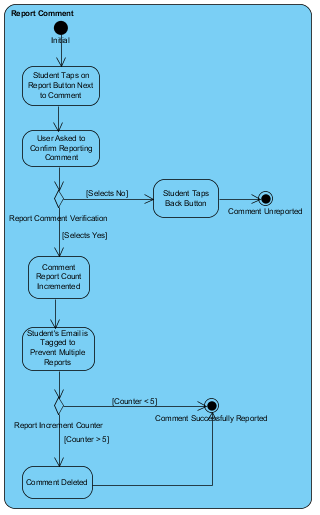 Report Comment
Initial
Student Taps on
Report Button Next
to Comment
User Asked to
Confirm Reporting
Comment
[Selects No]
Student Taps
Back Button
Comment Unreported
Report Comment Verification
[Selects Yes]
Comment
Report Count
Incremented
Student's Email is
Tagged to
Prevent Multiple
Reports
[Counter < 5]
Comment Successfully Reported
Report Increment Counter
[Counter > 5]
Comment Deleted